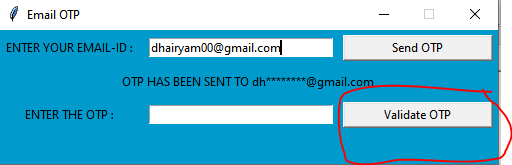 Email OTP
ENTER YOUR EMAIL-ID : dhairyam00@gmail.com Send OTP
OTP HAS BEEN SENT TO dh********@gmail.com
ENTER THE OTP : Validate OTP